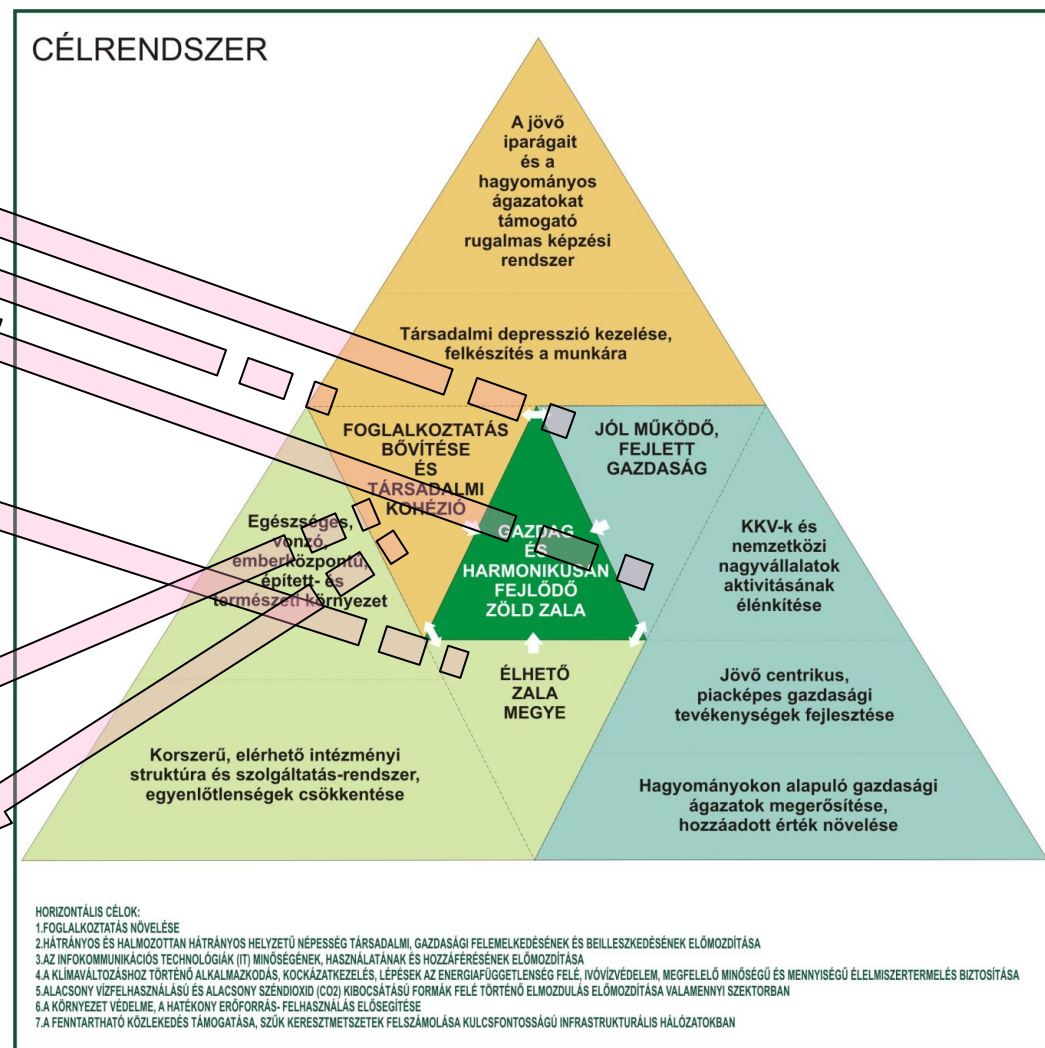 CÉLRENDSZER
A jövő
iparágait
és a
hagyományos
ágazatokat
támogató
rugalmas képzési
rendszer
Társadalmi depresszió kezelése,
felkészítés a munkára
FOGLALKOZTATÁS
BŐVÍTÉSE
ÉS
TÁRSADALMI
KOHÉZIÓ
JÓL MŰKÖDŐ,
FEJLETT
GAZDASÁG
Egészséges,
vonzó,
emberközpontú,
épített- és
természeti környezet
GAZDAG
ÉS
HARMONIKUSAN
FEJLŐDŐ
ZÖLD ZALA
KKV-k és
nemzetközi
nagyvállalatok
aktivitásának
élénkítése
ÉLHETŐ
ZALA
MEGYE
Jövő centrikus,
piacképes gazdasági
tevékenységek fejlesztése
Korszerű, elérhető intézményi
struktúra és szolgáltatás-rendszer,
egyenlőtlenségek csökkentése
Hagyományokon alapuló gazdasági
ágazatok megerősítése,
hozzáadott érték növelése
HORIZONTÁLIS CÉLOK:
1.FOGLALKOZTATÁS NÖVELÉSE
2.HÁTRÁNYOS ÉS HALMOZOTTAN HÁTRÁNYOS HELYZETŰ NÉPESSÉG TÁRSADALMI, GAZDASÁGI FELEMELKEDÉSÉNEK ÉS BEILLESZKEDÉSÉNEK ELŐMOZDÍTÁSA
3.AZ INFOKOMMUNIKÁCIÓS TECHNOLÓGIÁK (IT) MINŐSÉGÉNEK, HASZNÁLATÁNAK ÉS HOZZÁFÉRÉSÉNEK ELŐMOZDÍTÁSA
4.A KLÍMAVÁLTOZÁSHOZ TÖRTÉNŐ ALKALMAZKODÁS, KOCKÁZATKEZELÉS, LÉPÉSEK AZ ENERGIAFÜGGETLENSÉG FELÉ, IVÓVÍZVÉDELEM, MEGFELELŐ MINŐSÉGŰ ÉS MENNYISÉGŰ ÉLELMISZERTERMELÉS BIZTOSÍTÁSA
5.ALACSONY VÍZFELHASZNÁLÁSÚ ÉS ALACSONY SZÉNDIOXID (CO2) KIBOCSÁTÁSÚ FORMÁK FELÉ TÖRTÉNŐ ELMOZDULÁS ELŐMOZDÍTÁSA VALAMENNYI SZEKTORBAN
6.A KÖRNYEZET VÉDELME, A HATÉKONY ERŐFORRÁS- FELHASZNÁLÁS ELŐSEGÍTÉSE
7.A FENNTARTHATÓ KÖZLEKEDÉS TÁMOGATÁSA, SZŰK KERESZTMETSZETEK FELSZÁMOLÁSA KULCSFONTOSSÁGÚ INFRASTRUKTURÁLIS HÁLÓZATOKBAN